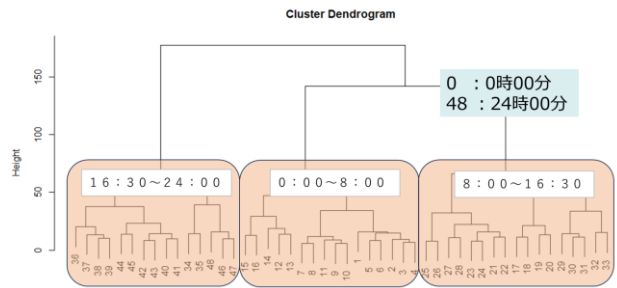 Cluster Dendrogram
0 ：0時00分
48 ：24時00分
Height
150
100
50
0
16：30～24：00
0：00～8：00
8：00～16：30
36 37 38 39 44 45 42 43 40 41 34 35 48 46 47 15 16 14 12 13 7 8 11 9 10 1 5 6 2 3 4 25 26 27 28 23 24 21 22 17 18 19 20 29 30 31 32 33